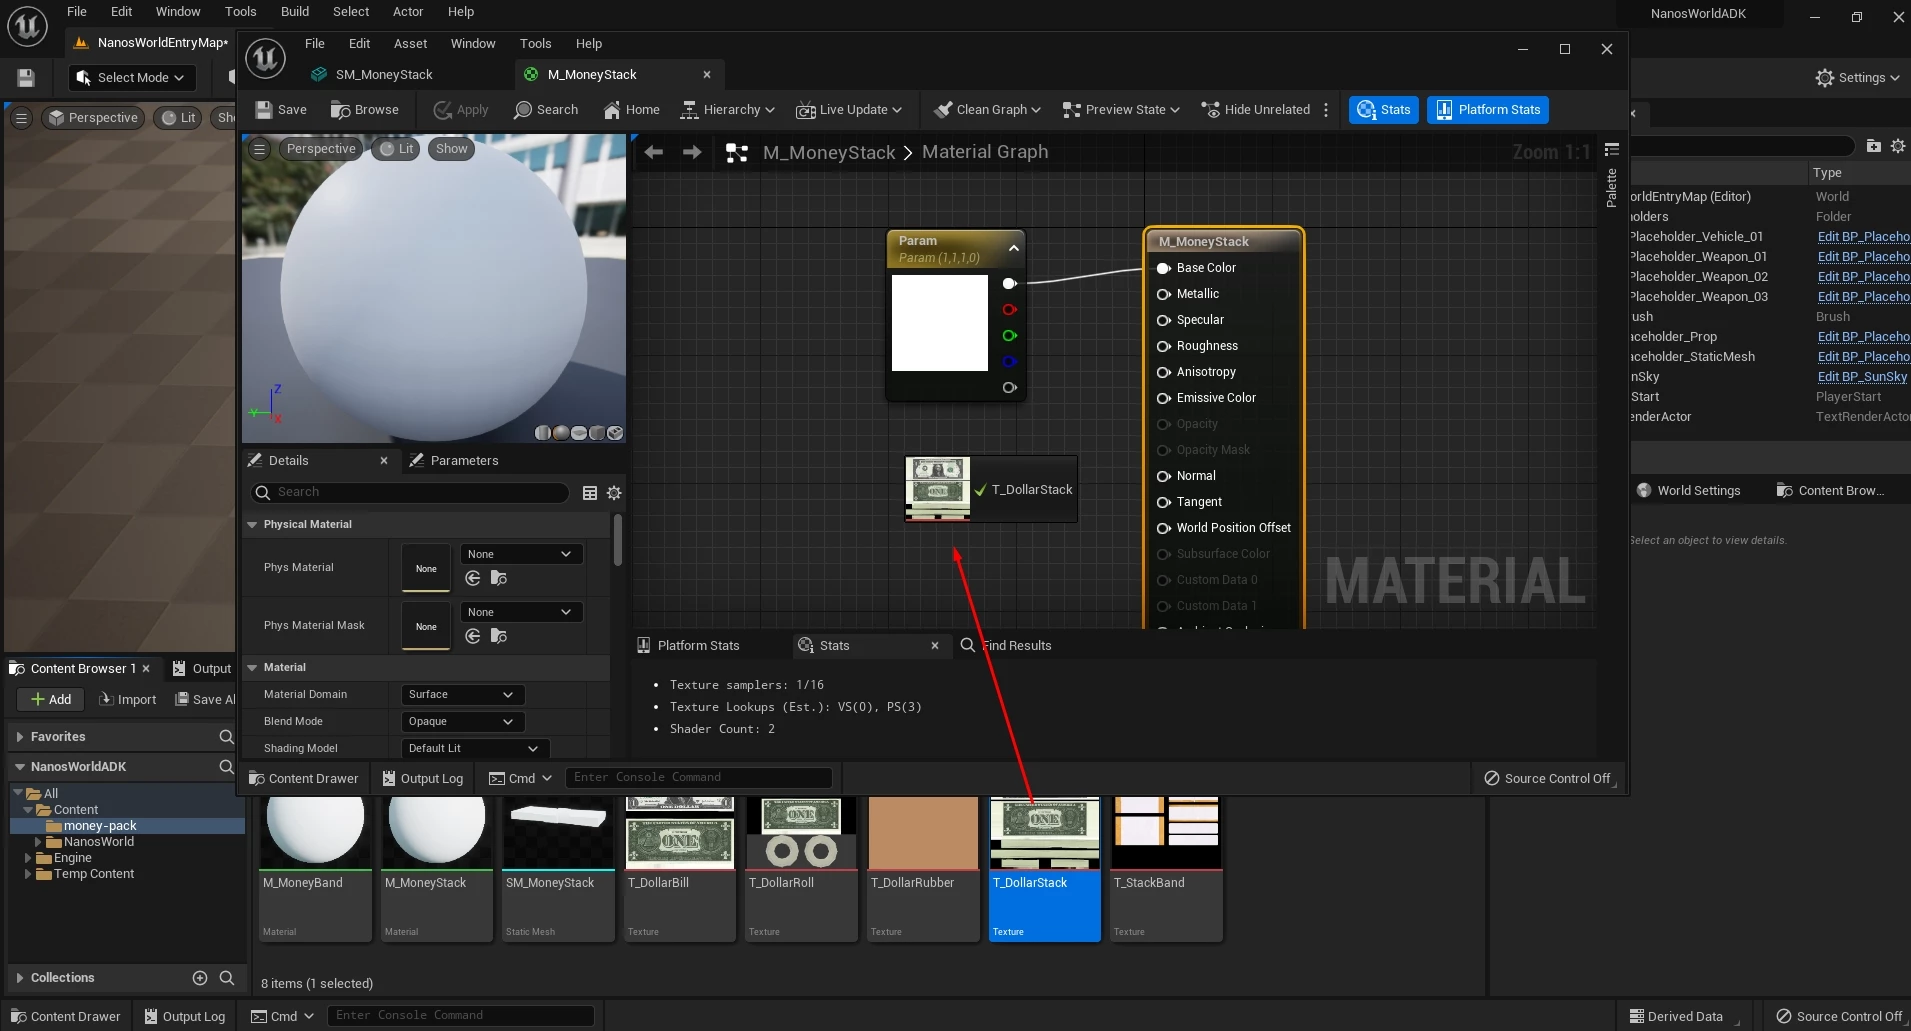 File Edit Window Tools Build Select Actor Help
NanosWorldADK
NanosWorldEntryMap*
Select Mode
Settings
Perspective Lit
File Edit Asset Window Tools Help
SM_MoneyStack
M_MoneyStack
Save Browse Apply Search Home Hierarchy Live Update Clean Graph Preview State Hide Unrelated Stats Platform Stats
Perspective Lit Show
M_MoneyStack > Material Graph
Zoom 1:1
Palette
Param
Param (1,1,1,0)
M_MoneyStack
Base Color
Metallic
Specular
Roughness
Anisotropy
Emissive Color
Opacity
Opacity Mask
Normal
Tangent
World Position Offset
Subsurface Color
Custom Data 0
Custom Data 1
T_DollarStack
MATERIAL
Z
Y
X
Details
Parameters
Search
Physical Material
Phys Material
None
None
Phys Material Mask
None
None
Material
Material Domain
Surface
Blend Mode
Opaque
Shading Model
Default Lit
Platform Stats
Stats
Find Results
Texture samplers: 1/16
Texture Lookups (Est.): VS(0), PS(3)
Shader Count: 2
Content Drawer Output Log Cmd Enter Console Command
Source Control Off
Type
orldEntryMap (Editor) World
olders Folder
Placeholder_Vehicle_01 Edit BP_Placeho
Placeholder_Weapon_01 Edit BP_Placeho
Placeholder_Weapon_02 Edit BP_Placeho
Placeholder_Weapon_03 Edit BP_Placeho
rush Brush
aceholder_Prop Edit BP_Placeho
aceholder_StaticMesh Edit BP_Placeho
nSky Edit BP_SunSky
Start PlayerStart
enderActor TextRenderActor
World Settings
Content Brow...
Select an object to view details.
Content Browser 1
Output
Add Import Save Al
Favorites
NanosWorldADK
All
Content
money-pack
NanosWorld
Engine
Temp Content
Collections
M_MoneyBand
Material
M_MoneyStack
Material
SM_MoneyStack
Static Mesh
T_DollarBill
Texture
T_DollarRoll
Texture
T_DollarRubber
Texture
T_DollarStack
Texture
T_StackBand
Texture
8 items (1 selected)
Content Drawer Output Log Cmd Enter Console Command
Derived Data
Source Control Off